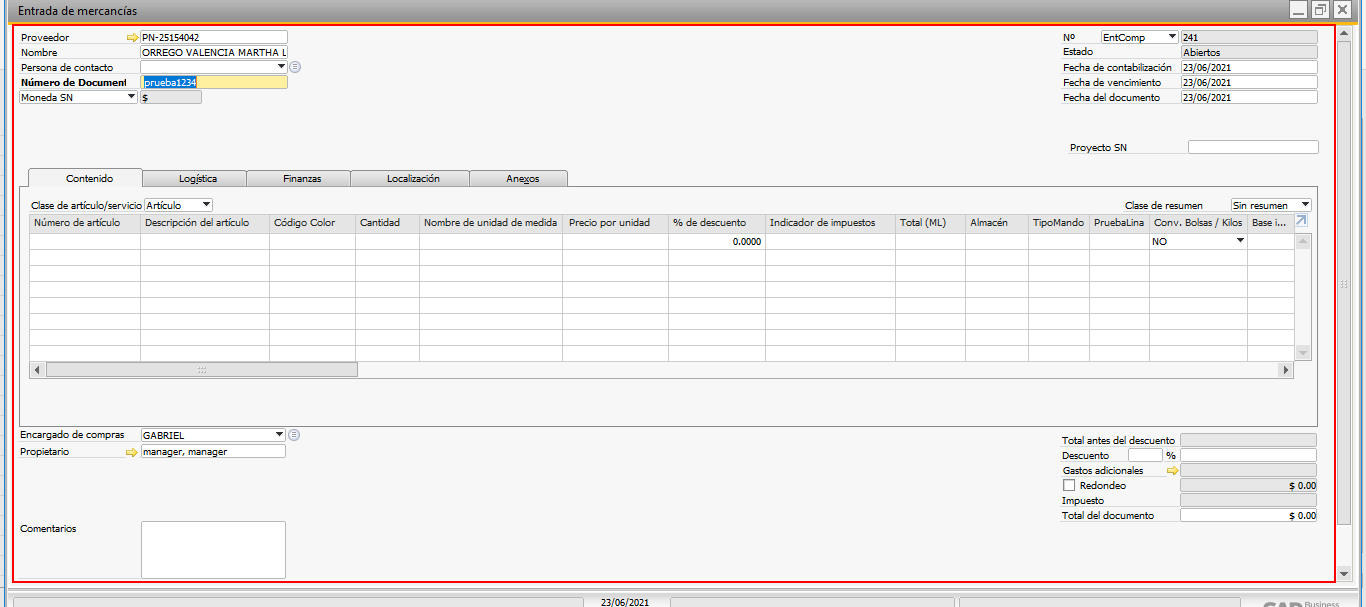 Entrada de mercancías
Proveedor PN-25154042
Nombre ORREGO VALENCIA MARTHA L
Persona de contacto
Número de Document prueba1234
Moneda SN $
Nº EntComp 241
Estado Abiertos
Fecha de contabilización 23/06/2021
Fecha de vencimiento 23/06/2021
Fecha del documento 23/06/2021
Proyecto SN
Contenido Logística Finanzas Localización Anexos
Clase de artículo/servicio Artículo Clase de resumen Sin resumen
Número de artículo Descripción del artículo Código Color Cantidad Nombre de unidad de medida Precio por unidad % de descuento Indicador de impuestos Total (ML) Almacén TipoMando PruebaLina Conv. Bolsas / Kilos Base i...
0.0000 NO
Encargado de compras GABRIEL
Propietario manager, manager
Comentarios
Total antes del descuento
Descuento %
Gastos adicionales
Redondeo $ 0.00
Impuesto
Total del documento $ 0.00
23/06/2021
Business